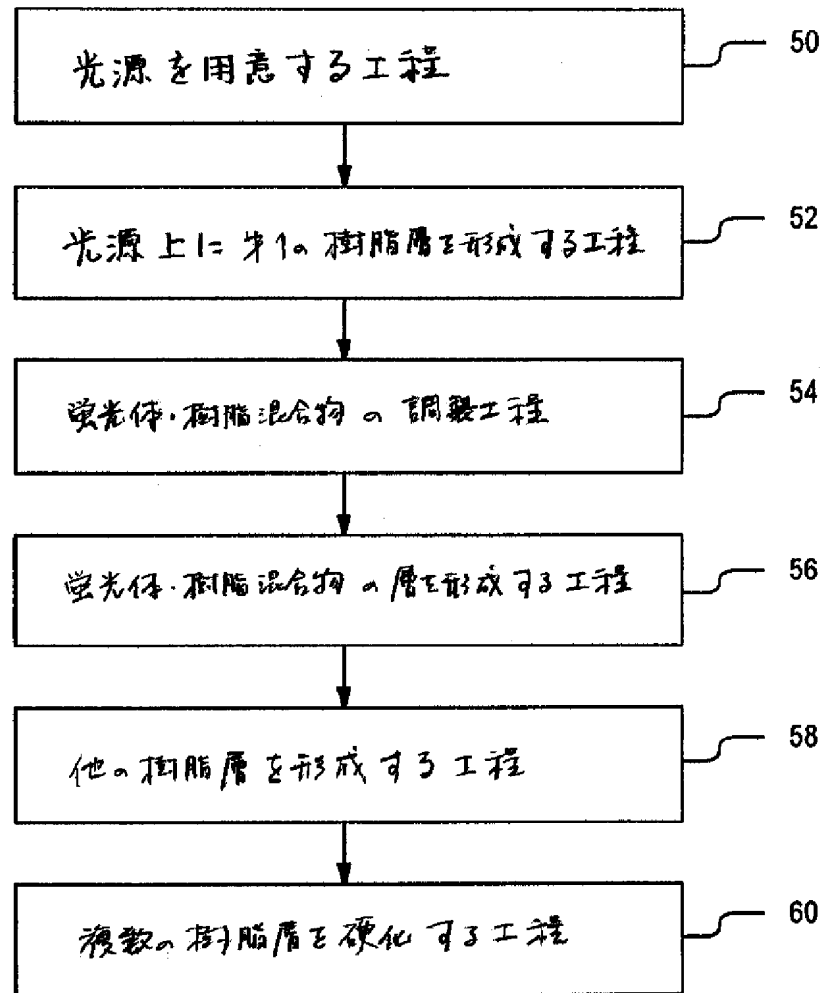 光源を用意する工程 50
光源上に第1の樹脂層を形成する工程 52
蛍光体・樹脂混合物の調製工程 54
蛍光体・樹脂混合物の層を形成する工程 56
他の樹脂層を形成する工程 58
複数の樹脂層を硬化する工程 60